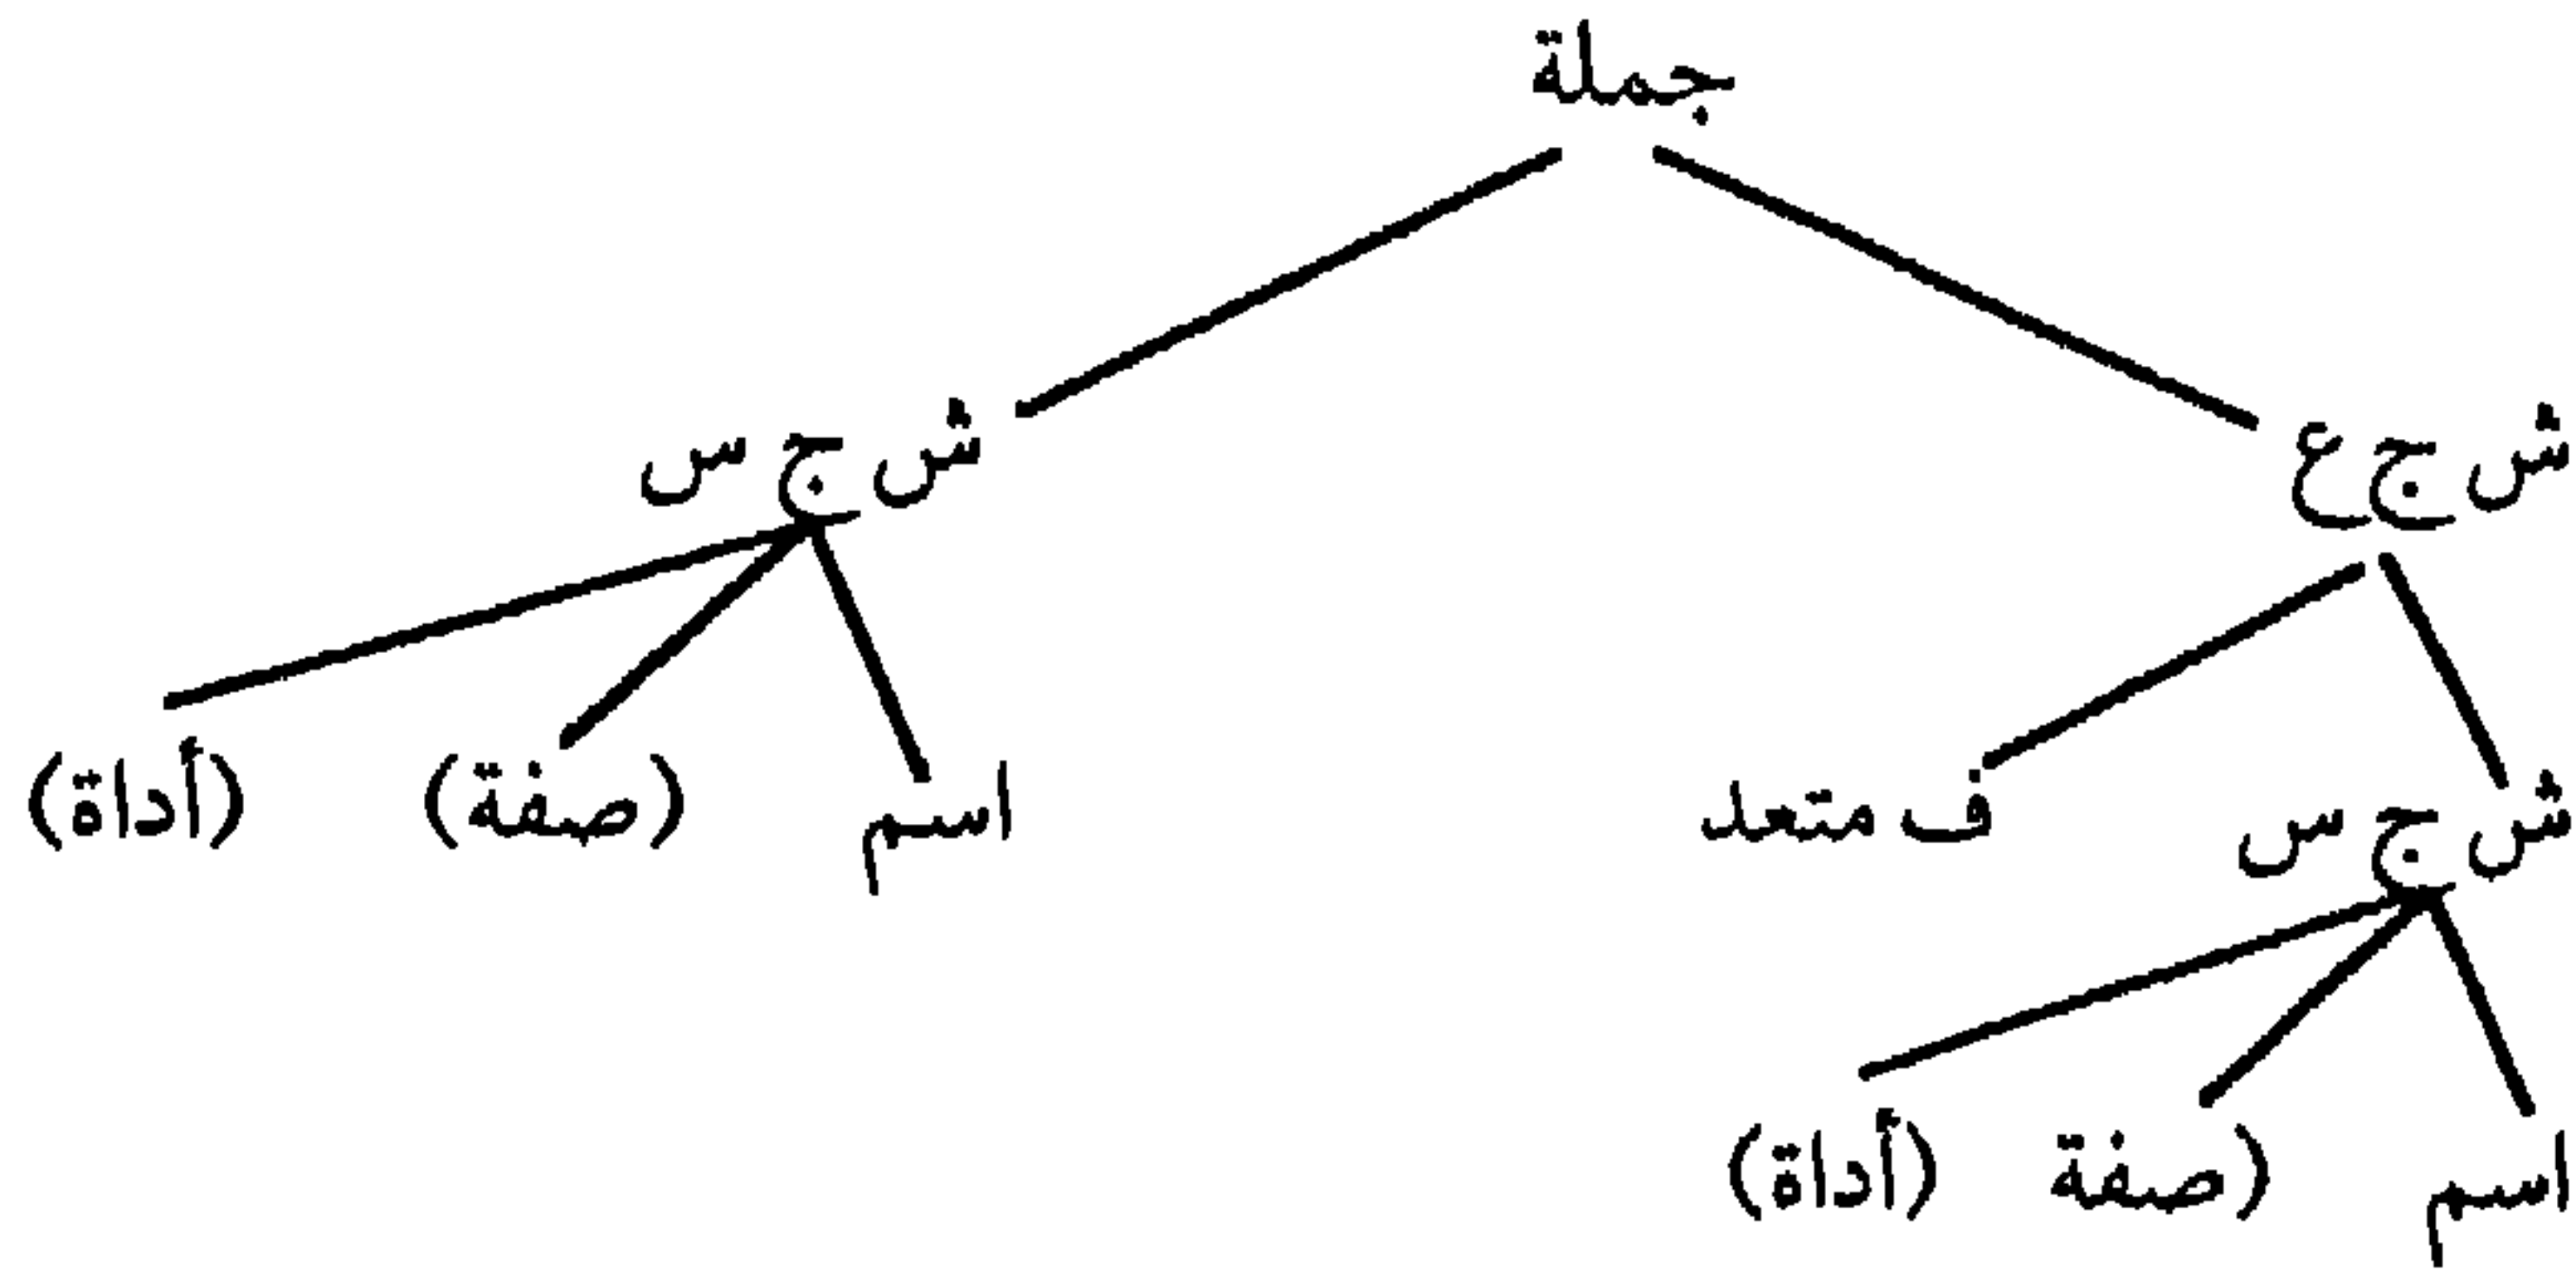 جملة
ش ج ع ش ج س
اسم (صفة) (أداة)
ش ج س ف متعد
اسم (صفة (أداة)